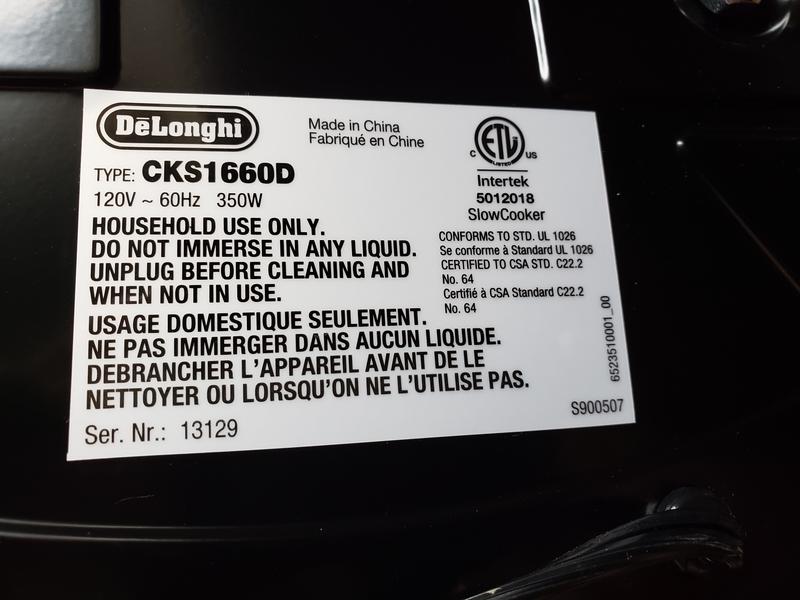 DēLonghi
Made in China
Fabriqué en Chine
TYPE: CKS1660D
120V ~ 60Hz 350W
HOUSEHOLD USE ONLY.
DO NOT IMMERSE IN ANY LIQUID.
UNPLUG BEFORE CLEANING AND
WHEN NOT IN USE.
USAGE DOMESTIQUE SEULEMENT.
NE PAS IMMERGER DANS AUCUN LIQUIDE.
DEBRANCHER L'APPAREIL AVANT DE LE
NETTOYER OU LORSQU'ON NE L'UTILISE PAS.
Ser. Nr.: 13129
ETL
LISTED
C US
Intertek
5012018
SlowCooker
CONFORMS TO STD. UL 1026
Se conforme à Standard UL 1026
CERTIFIED TO CSA STD. C22.2
No. 64
Certifié à CSA Standard C22.2
No. 64
6523510001_00
S900507